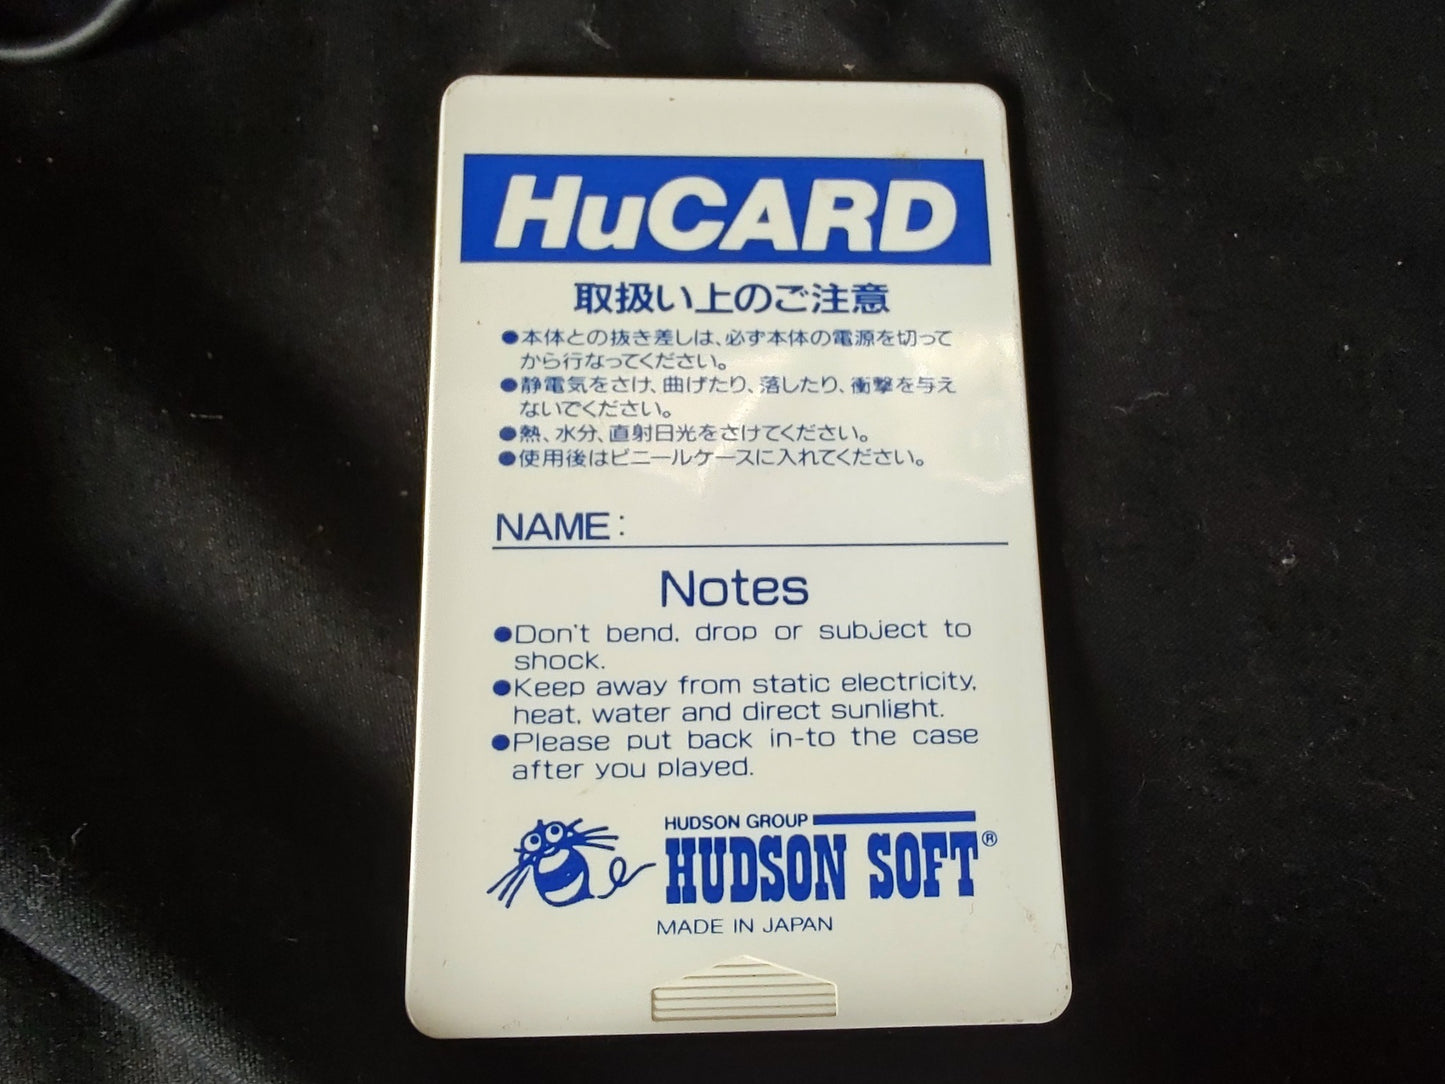 HuCARD
取扱い上のご注意
●本体との抜き差しは、必ず本体の電源を切って
から行なってください。
●静電気をさけ、曲げたり、落したり、衝撃を与え
ないでください。
●熱、水分、直射日光をさけてください。
●使用後はビニールケースに入れてください。
NAME:
Notes
●Don't bend, drop or subject to
shock.
●Keep away from static electricity,
heat, water and direct sunlight.
●Please put back in-to the case
after you played.
HUDSON GROUP
HUDSON SOFT®
MADE IN JAPAN